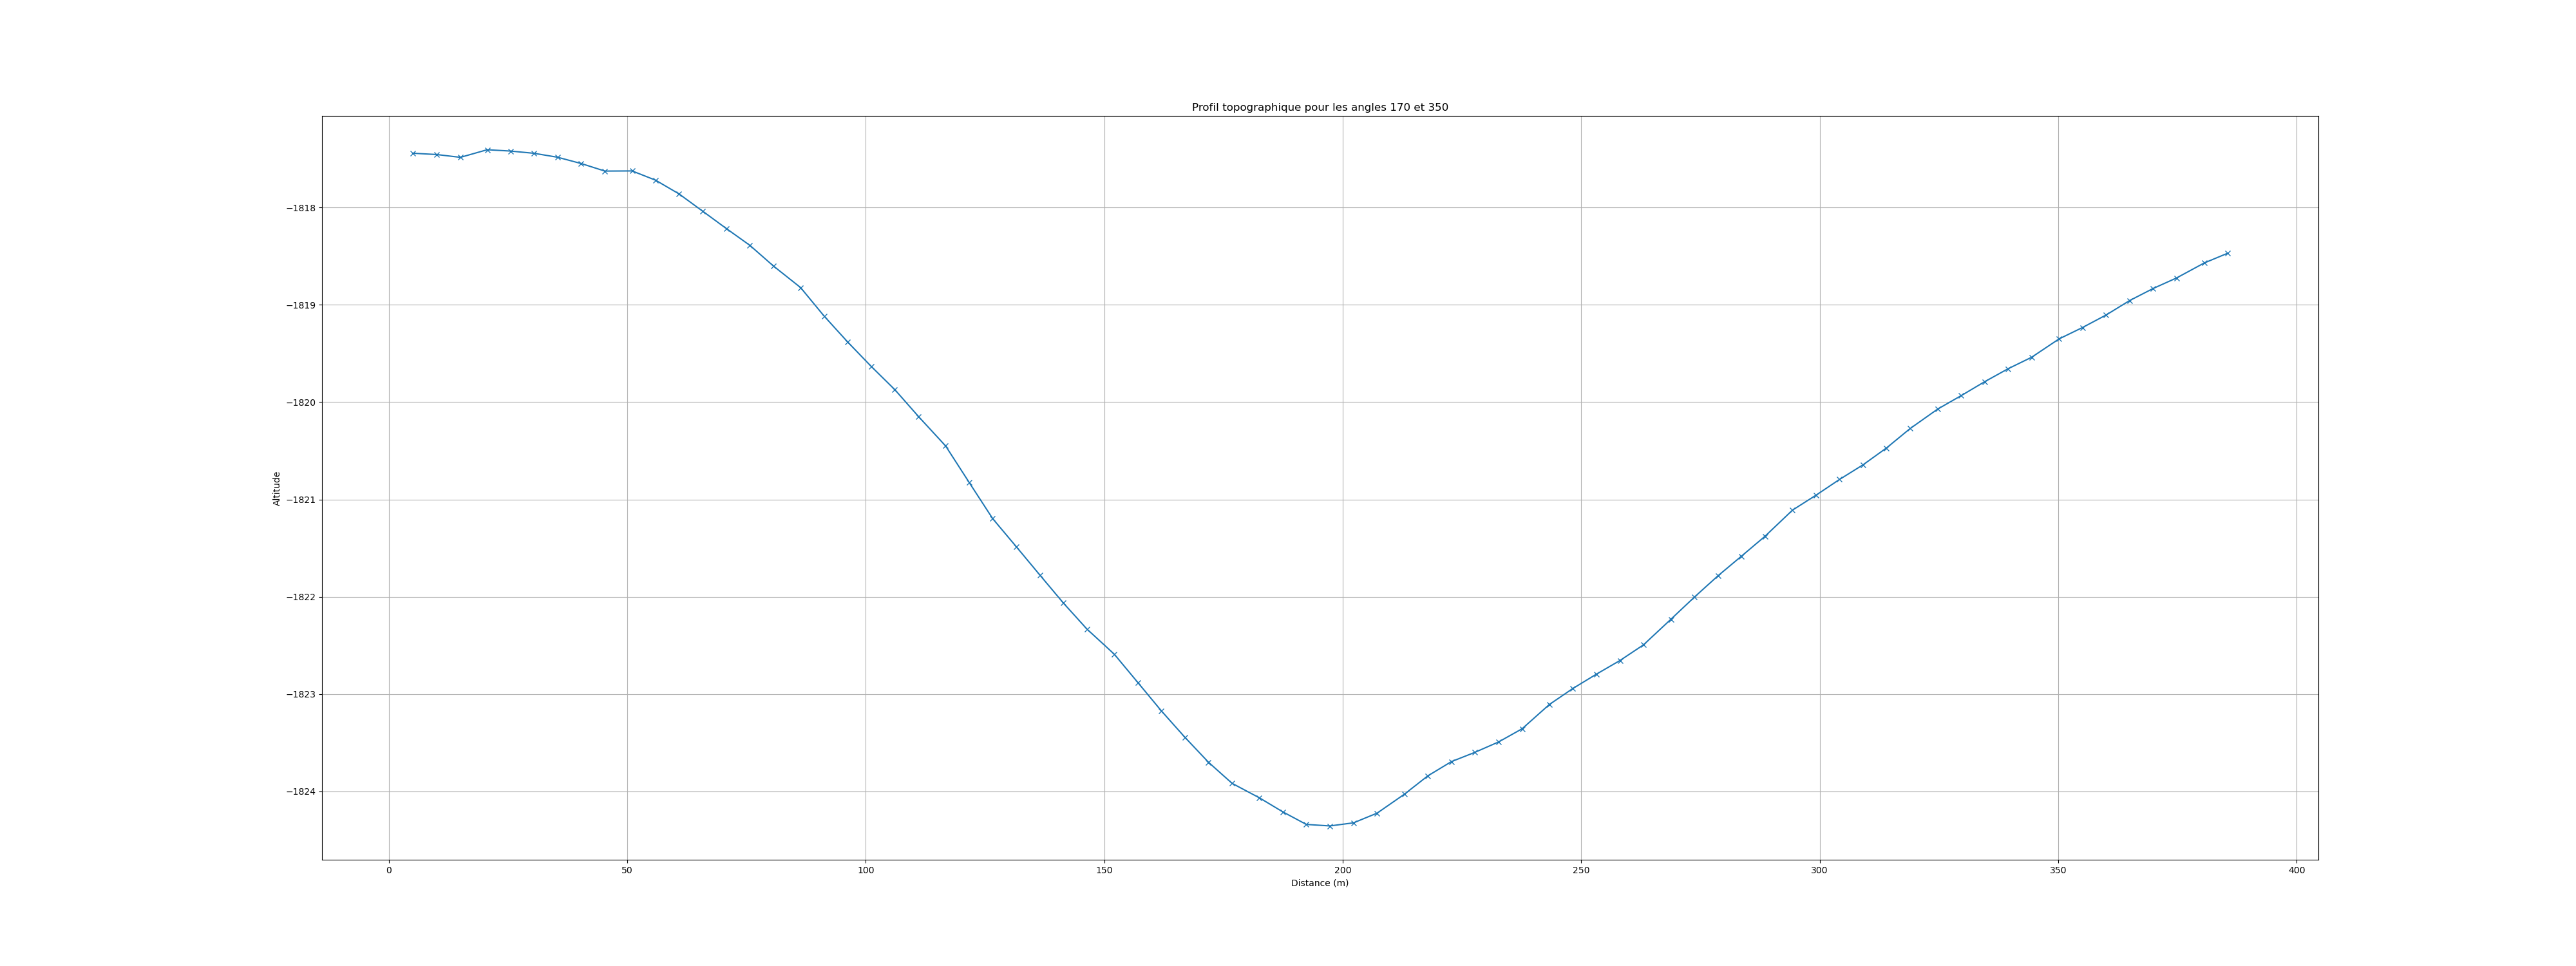 Profil topographique pour les angles 170 et 350
−1818
−1819
−1820
−1821
−1822
−1823
−1824
Altitude
0 50 100 150 200 250 300 350 400
Distance (m)